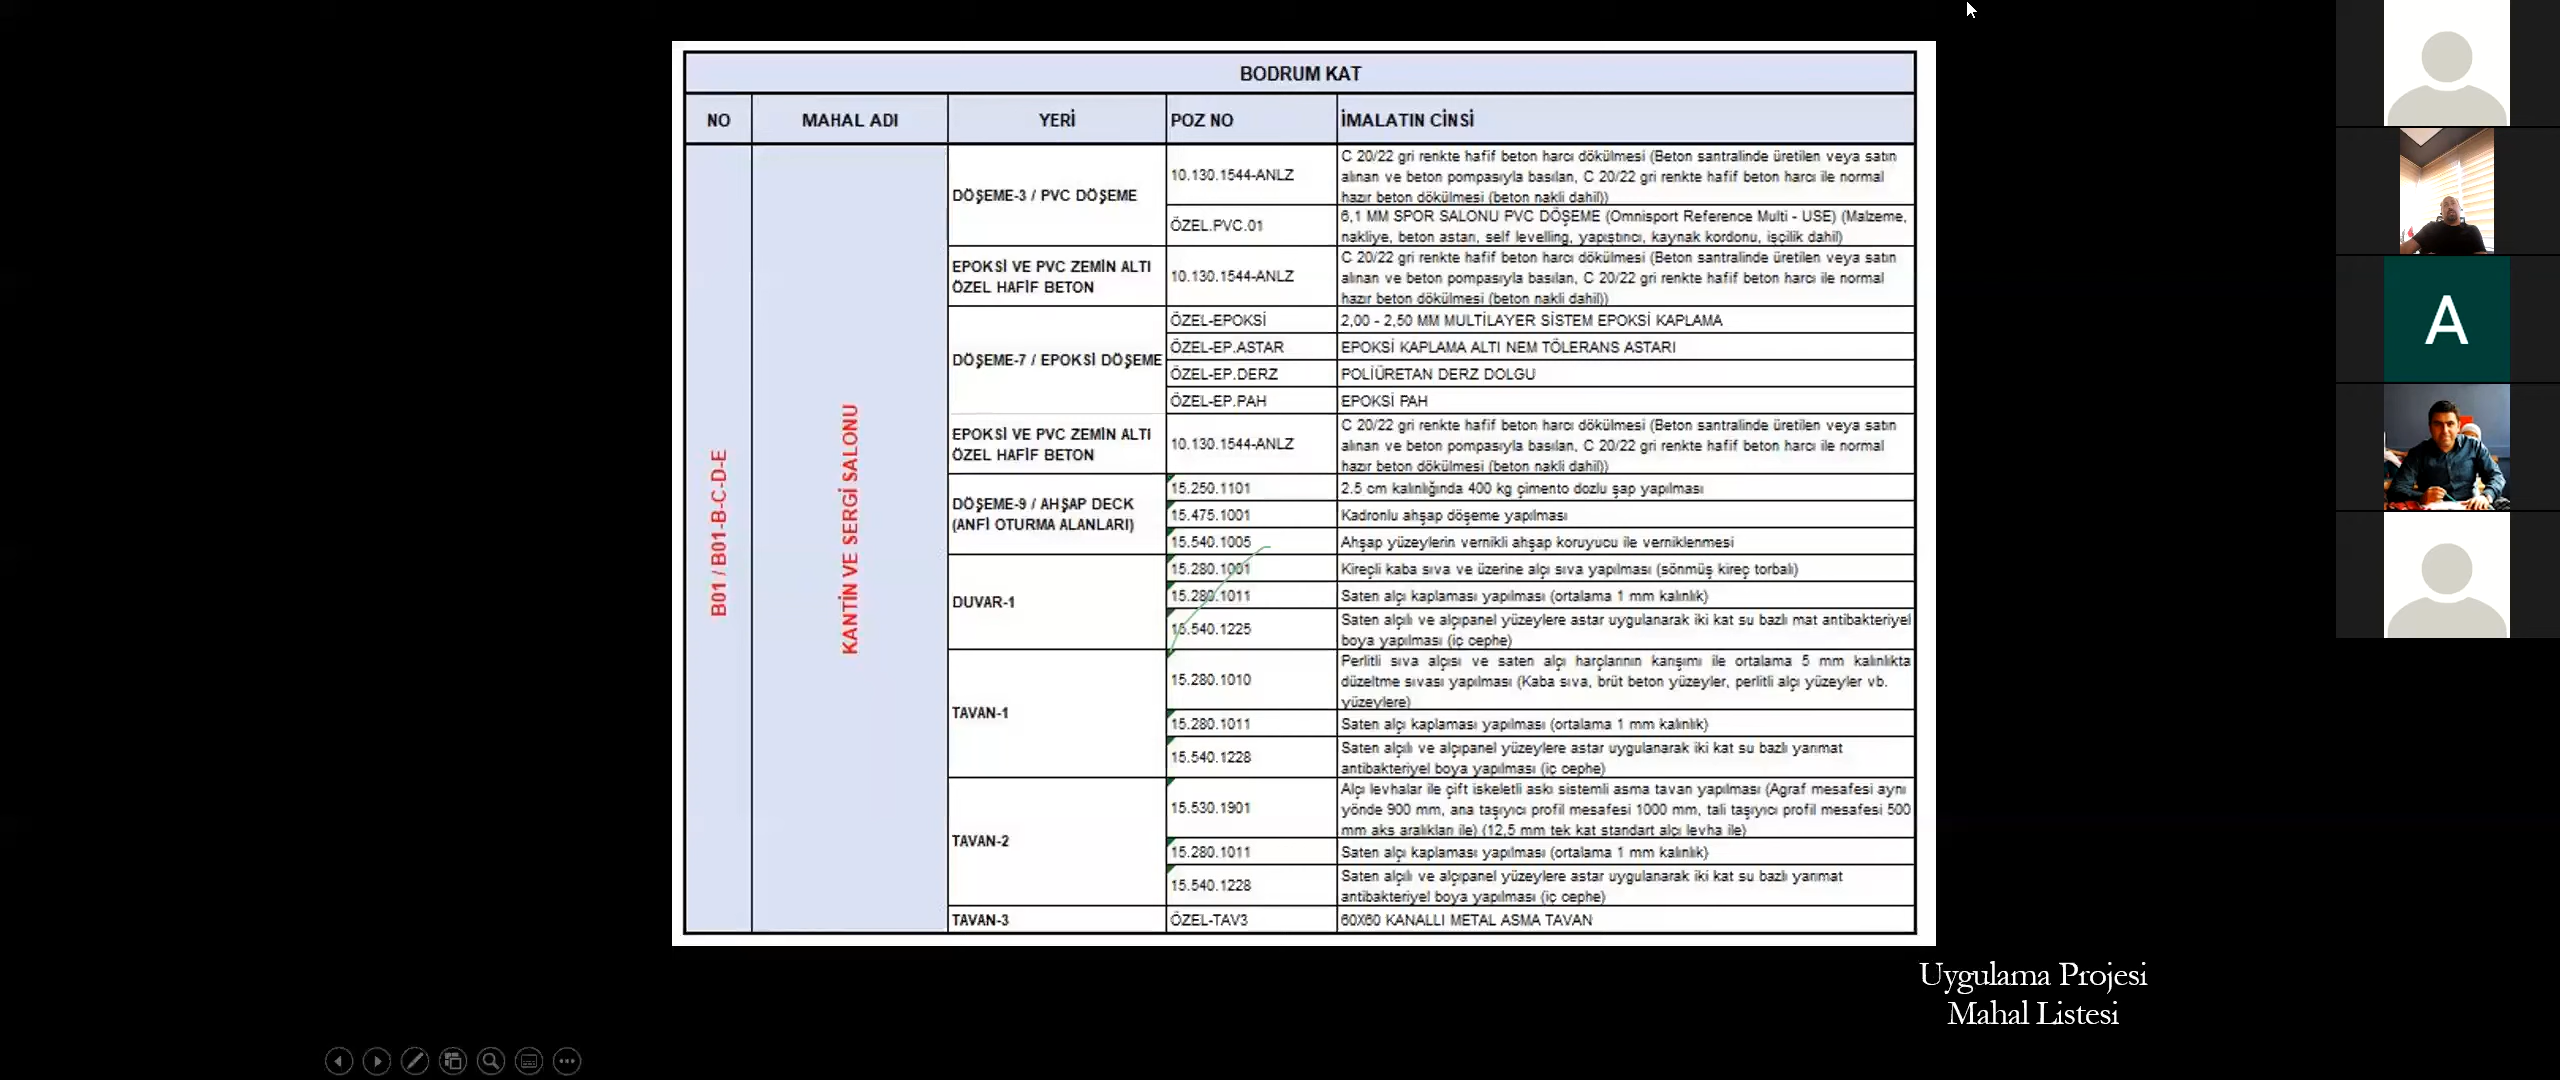 BODRUM KAT
NO
MAHAL ADI
YERİ
POZ NO
İMALATIN CİNSİ
B01 / B01-B-C-D-E
KANTİN VE SERGİ SALONU
DÖŞEME-3 / PVC DÖŞEME
10.130.1544-ANLZ
C 20/22 gri renkte hafif beton harcı dökülmesi (Beton santralinde üretilen veya satın
alınan ve beton pompasıyla basılan, C 20/22 gri renkte hafif beton harcı ile normal
hazır beton dökülmesi (beton nakli dahil))
ÖZEL.PVC.01
6,1 MM SPOR SALONU PVC DÖŞEME (Omnisport Reference Multi - USE) (Malzeme,
nakliye, beton astarı, self levelling, yapıştırıcı, kaynak kordonu, işçilik dahil)
EPOKSİ VE PVC ZEMİN ALTI
ÖZEL HAFİF BETON
10.130.1544-ANLZ
C 20/22 gri renkte hafif beton harcı dökülmesi (Beton santralinde üretilen veya satın
alınan ve beton pompasıyla basılan, C 20/22 gri renkte hafif beton harcı ile normal
hazır beton dökülmesi (beton nakli dahil))
DÖŞEME-7 / EPOKSİ DÖŞEME
ÖZEL-EPOKSİ
2,00 - 2,50 MM MULTİLAYER SİSTEM EPOKSİ KAPLAMA
ÖZEL-EP.ASTAR
EPOKSİ KAPLAMA ALTI NEM TÖLERANS ASTARI
ÖZEL-EP.DERZ
POLİÜRETAN DERZ DOLGU
ÖZEL-EP.PAH
EPOKSİ PAH
EPOKSİ VE PVC ZEMİN ALTI
ÖZEL HAFİF BETON
10.130.1544-ANLZ
C 20/22 gri renkte hafif beton harcı dökülmesi (Beton santralinde üretilen veya satın
alınan ve beton pompasıyla basılan, C 20/22 gri renkte hafif beton harcı ile normal
hazır beton dökülmesi (beton nakli dahil))
DÖŞEME-9 / AHŞAP DECK
(ANFİ OTURMA ALANLARI)
15.250.1101
2.5 cm kalınlığında 400 kg çimento dozlu şap yapılması
15.475.1001
Kadronlu ahşap döşeme yapılması
15.540.1005
Ahşap yüzeylerin vernikli ahşap koruyucu ile verniklenmesi
DUVAR-1
15.280.1001
Kireçli kaba sıva ve üzerine alçı sıva yapılması (sönmüş kireç torbalı)
15.280.1011
Saten alçı kaplaması yapılması (ortalama 1 mm kalınlık)
15.540.1225
Saten alçılı ve alçıpanel yüzeylere astar uygulanarak iki kat su bazlı mat antibakteriyel
boya yapılması (iç cephe)
TAVAN-1
15.280.1010
Perlitli sıva alçısı ve saten alçı harçlarının karışımı ile ortalama 5 mm kalınlıkta
düzeltme sıvası yapılması (Kaba sıva, brüt beton yüzeyler, perlitli alçı yüzeyler vb.
yüzeylere)
15.280.1011
Saten alçı kaplaması yapılması (ortalama 1 mm kalınlık)
15.540.1228
Saten alçılı ve alçıpanel yüzeylere astar uygulanarak iki kat su bazlı yarımat
antibakteriyel boya yapılması (iç cephe)
TAVAN-2
15.530.1901
Alçı levhalar ile çift iskeletli askı sistemli asma tavan yapılması (Agraf mesafesi aynı
yönde 900 mm, ana taşıyıcı profil mesafesi 1000 mm, tali taşıyıcı profil mesafesi 500
mm aks aralıkları ile) (12,5 mm tek kat standart alçı levha ile)
15.280.1011
Saten alçı kaplaması yapılması (ortalama 1 mm kalınlık)
15.540.1228
Saten alçılı ve alçıpanel yüzeylere astar uygulanarak iki kat su bazlı yarımat
antibakteriyel boya yapılması (iç cephe)
TAVAN-3
ÖZEL-TAV3
60X60 KANALLI METAL ASMA TAVAN
Uygulama Projesi
Mahal Listesi
A